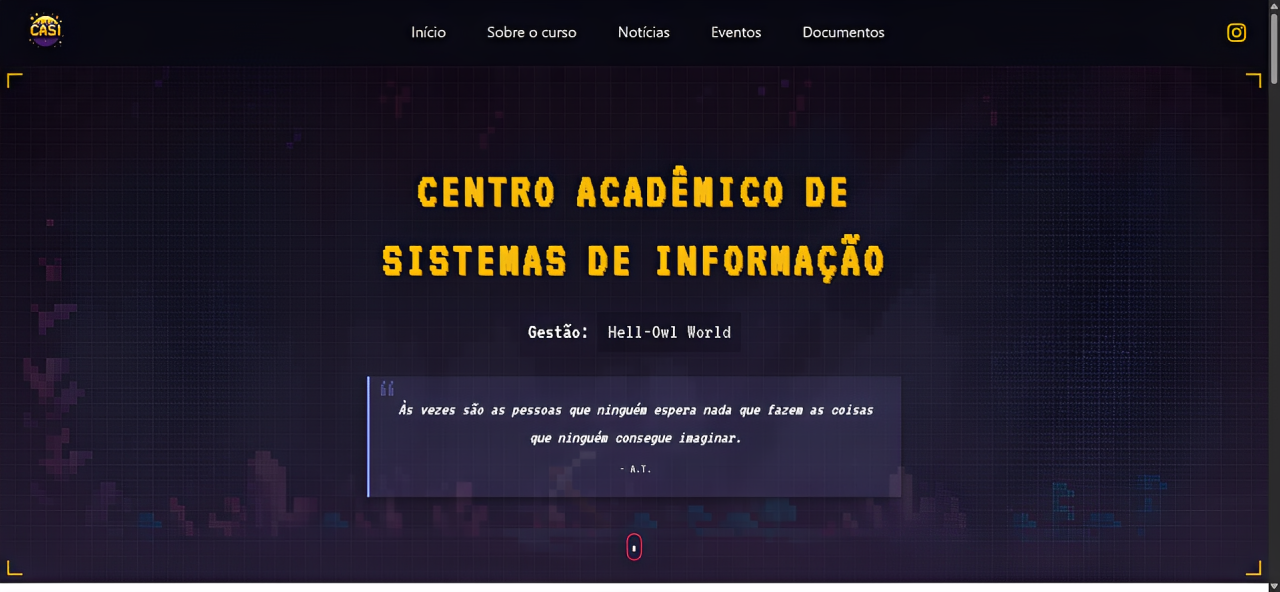 CASI
Início
Sobre o curso
Notícias
Eventos
Documentos
CENTRO ACADÊMICO DE
SISTEMAS DE INFORMAÇÃO
Gestão: Hell-Owl World
“
Às vezes são as pessoas que ninguém espera nada que fazem as coisas
que ninguém consegue imaginar.
- A.T.